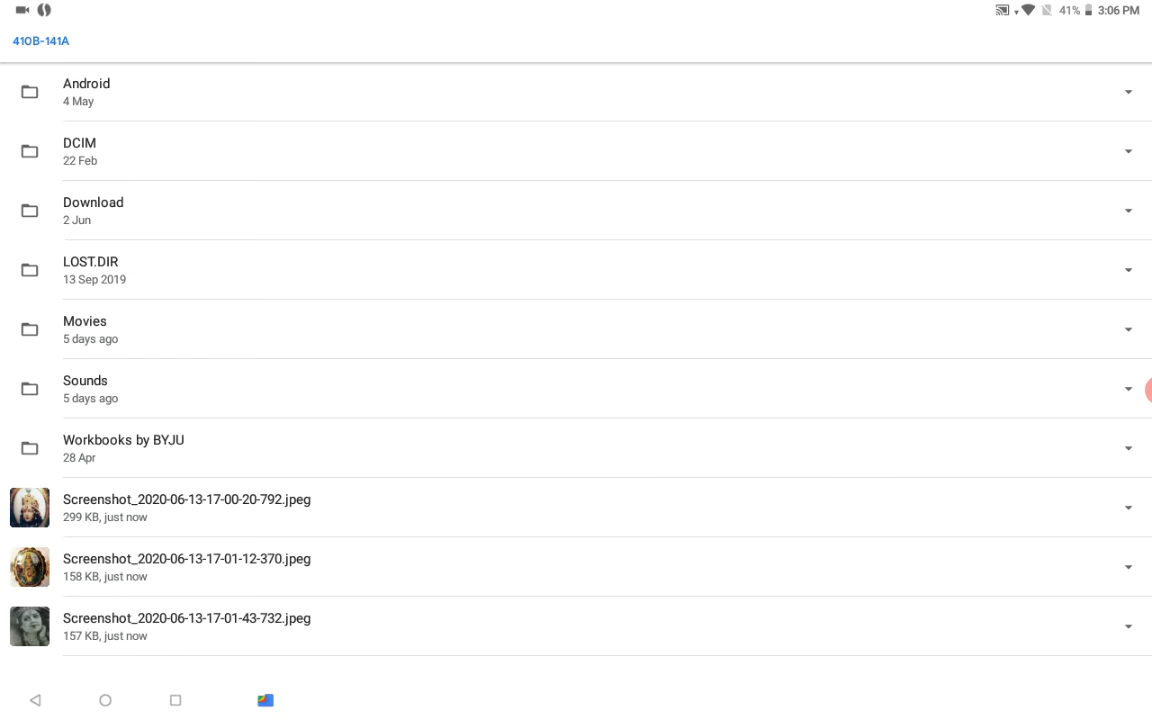 41% 3:06 PM
410B-141A
Android
4 May
DCIM
22 Feb
Download
2 Jun
LOST.DIR
13 Sep 2019
Movies
5 days ago
Sounds
5 days ago
Workbooks by BYJU
28 Apr
Screenshot_2020-06-13-17-00-20-792.jpeg
299 KB, just now
Screenshot_2020-06-13-17-01-12-370.jpeg
158 KB, just now
Screenshot_2020-06-13-17-01-43-732.jpeg
157 KB, just now